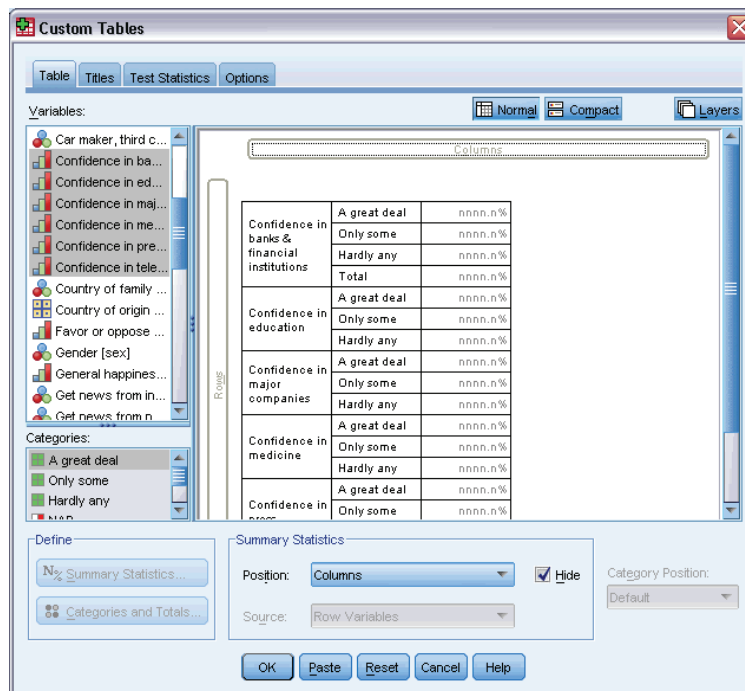 Custom Tables
Table Titles Test Statistics Options
Variables:
Normal Compact Layers
Car maker, third c...
Confidence in ba...
Confidence in ed...
Confidence in maj...
Confidence in me...
Confidence in pre...
Confidence in tele...
Country of family ...
Country of origin ...
Favor or oppose ...
Gender [sex]
General happines...
Get news from in...
Get news from n
Categories:
A great deal
Only some
Hardly any
NAP
Columns
Rows
Confidence in
banks &
financial
institutions
A great deal nnnn.n%
Only some nnnn.n%
Hardly any nnnn.n%
Total nnnn.n%
Confidence in
education
A great deal nnnn.n%
Only some nnnn.n%
Hardly any nnnn.n%
Confidence in
major
companies
A great deal nnnn.n%
Only some nnnn.n%
Hardly any nnnn.n%
Confidence in
medicine
A great deal nnnn.n%
Only some nnnn.n%
Hardly any nnnn.n%
Confidence in
press
A great deal nnnn.n%
Only some nnnn.n%
Define
N% Summary Statistics...
Categories and Totals...
Summary Statistics
Position: Columns Hide
Source: Row Variables
Category Position:
Default
OK Paste Reset Cancel Help